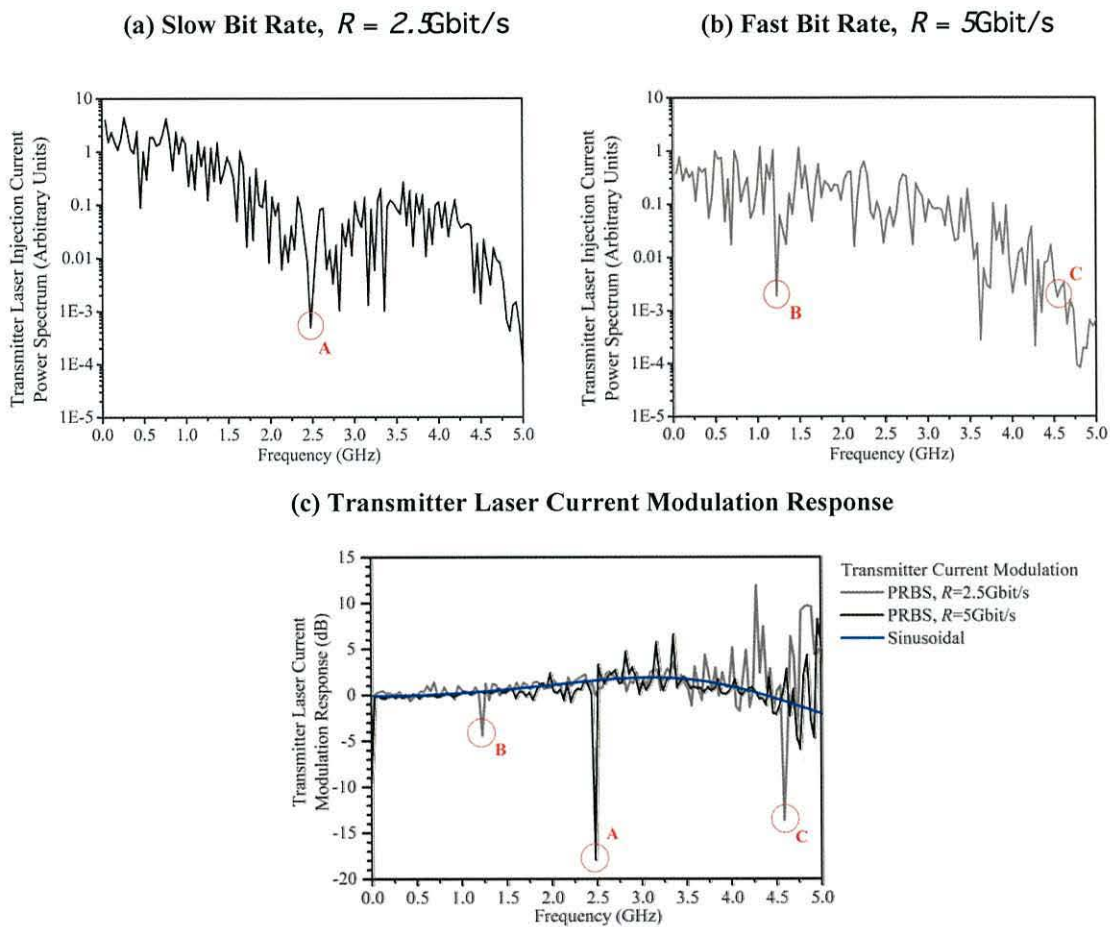 (a) Slow Bit Rate, R = 2.5Gbit/s
(b) Fast Bit Rate, R = 5Gbit/s
Transmitter Laser Injection Current
Power Spectrum (Arbitrary Units)
10
1
0.1
0.01
1E-3
1E-4
1E-5
A
0.0 0.5 1.0 1.5 2.0 2.5 3.0 3.5 4.0 4.5 5.0
Frequency (GHz)
Transmitter Laser Injection Current
Power Spectrum (Arbitrary Units)
10
1
0.1
0.01
1E-3
1E-4
1E-5
B
C
0.0 0.5 1.0 1.5 2.0 2.5 3.0 3.5 4.0 4.5 5.0
Frequency (GHz)
(c) Transmitter Laser Current Modulation Response
Transmitter Laser Current
Modulation Response (dB)
15
10
5
0
-5
-10
-15
-20
B
A
C
0.0 0.5 1.0 1.5 2.0 2.5 3.0 3.5 4.0 4.5 5.0
Frequency (GHz)
Transmitter Current Modulation
PRBS, R=2.5Gbit/s
PRBS, R=5Gbit/s
Sinusoidal